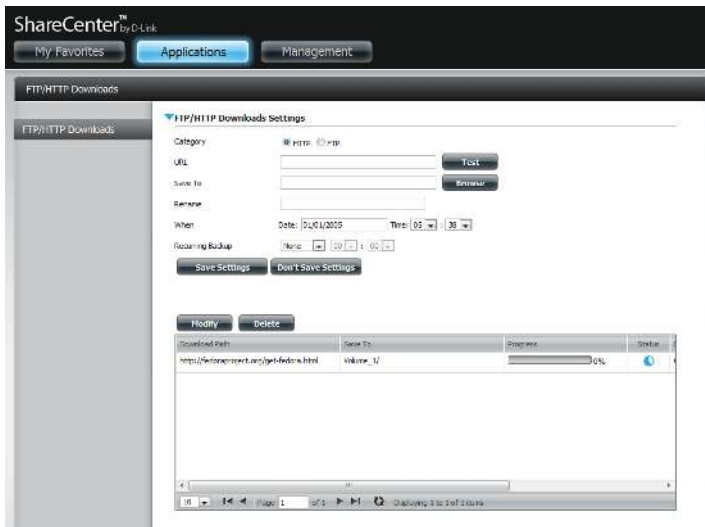 ShareCenter™ by D-Link
My Favorites Applications Management
FTP/HTTP Downloads
FTP/HTTP Downloads
FTP/HTTP Downloads Settings
Category HTTP FTP
URL Test
Save To Browse
Rename
When Date: 01/01/2005 Time: 05 : 38
Recurring Backup None 00 : 00
Save Settings Don't Save Settings
Modify Delete
Download Path Save To Progress Status
http://fedoraproject.org/get-fedora.html Volume_1/ 0%
10 Page 1 of 1 Displaying 1 to 1 of 1 items